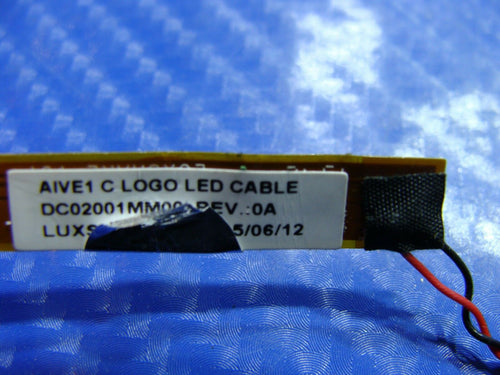 AIVE1 C LOGO LED CABLE
DC02001MM00 REV.:0A
5/06/12